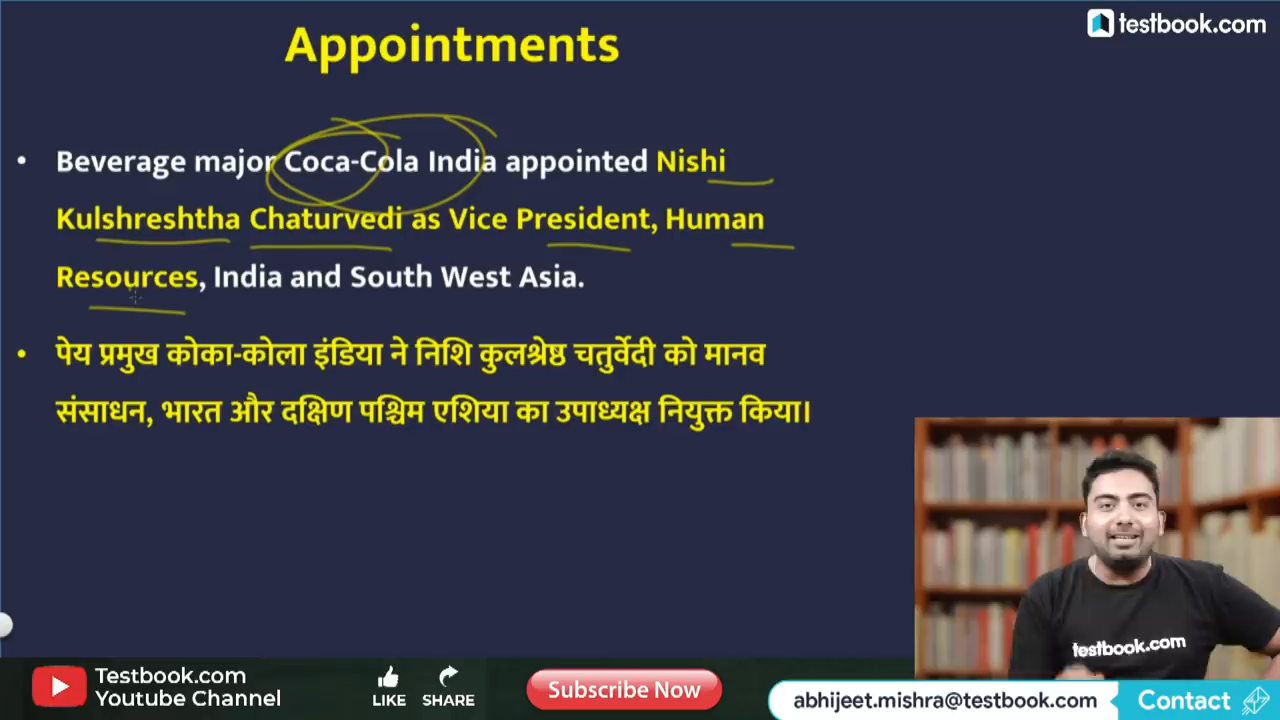 Appointments
testbook.com
• Beverage major Coca-Cola India appointed Nishi
Kulshreshtha Chaturvedi as Vice President, Human
Resources, India and South West Asia.
• पेय प्रमुख कोका-कोला इंडिया ने निशि कुलश्रेष्ठ चतुर्वेदी को मानव
संसाधन, भारत और दक्षिण पश्चिम एशिया का उपाध्यक्ष नियुक्त किया।
testbook.com
Testbook.com
Youtube Channel
LIKE
SHARE
Subscribe Now
abhijeet.mishra@testbook.com
Contact